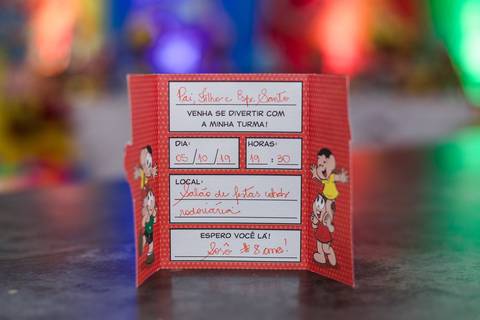 Pai, Filho e Esp. Santo
VENHA SE DIVERTIR COM
A MINHA TURMA!
DIA:
05/10/19
HORAS:
19:30
LOCAL:
Salão de festas
rodoviária
ESPERO VOCÊ LÁ!
8 anos!